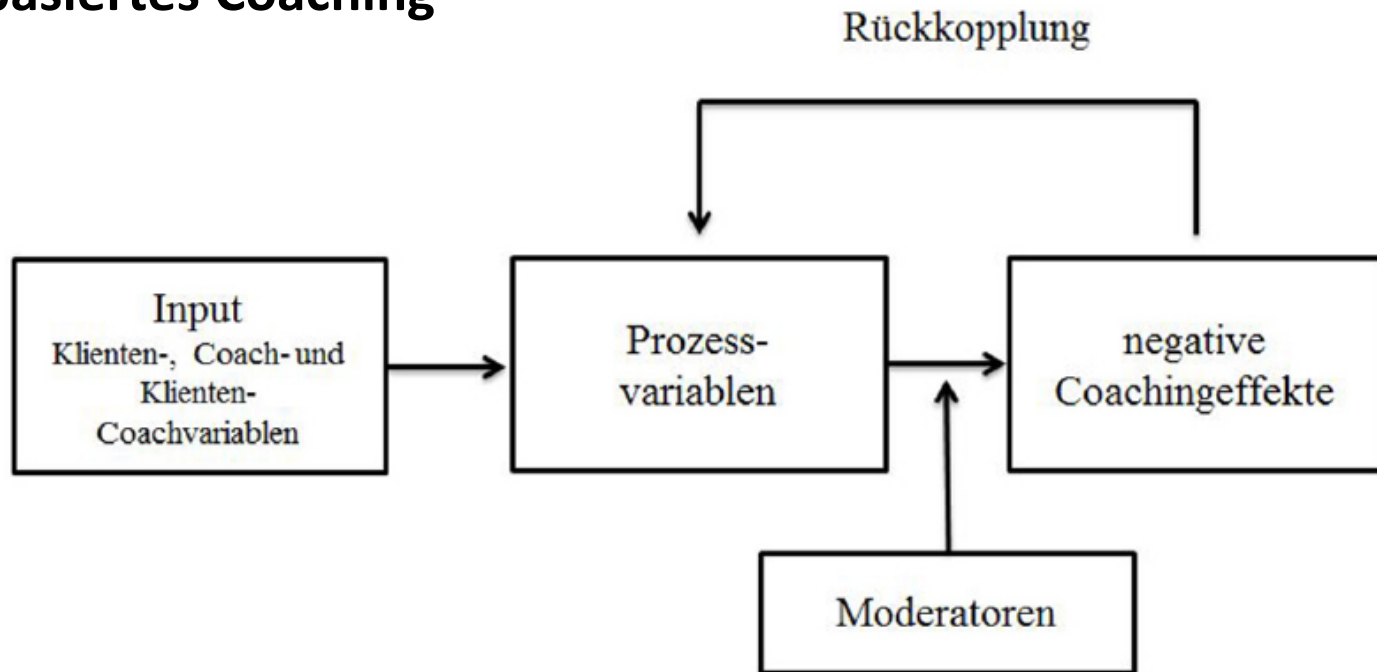 basiertes Coaching
Rückkopplung
Input
Klienten-, Coach- und
Klienten-
Coachvariablen
Prozess-
variablen
negative
Coachingeffekte
Moderatoren